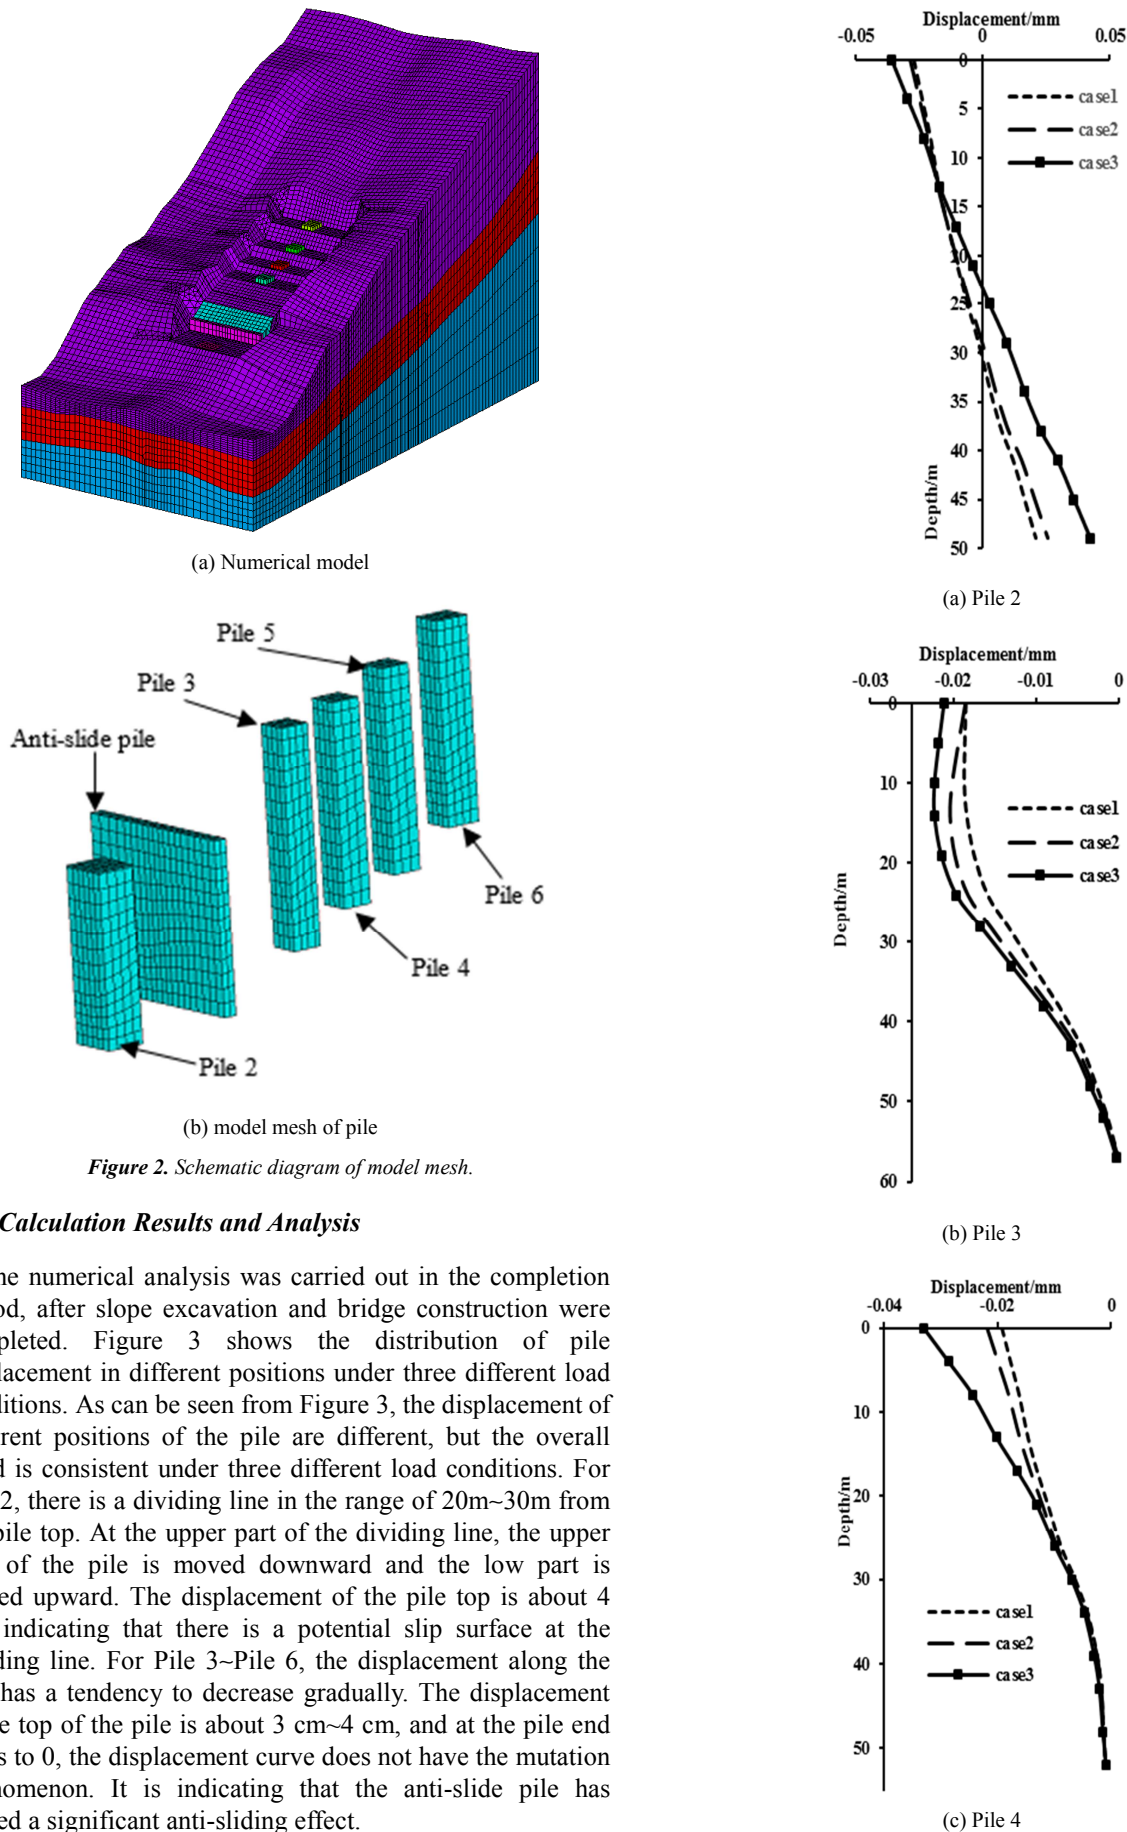 (a) Numerical model
Pile 5
Pile 3
Anti-slide pile
Pile 6
Pile 4
Pile 2
(b) model mesh of pile
Figure 2. Schematic diagram of model mesh.
Calculation Results and Analysis
numerical analysis was carried out in the completion
after slope excavation and bridge construction were
Figure 3 shows the distribution of pile
in different positions under three different load
As can be seen from Figure 3, the displacement of
positions of the pile are different, but the overall
is consistent under three different load conditions. For
2, there is a dividing line in the range of 20m~30m from
pile top. At the upper part of the dividing line, the upper
of the pile is moved downward and the low part is
upward. The displacement of the pile top is about 4
indicating that there is a potential slip surface at the
line. For Pile 3~Pile 6, the displacement along the
has a tendency to decrease gradually. The displacement
top of the pile is about 3 cm~4 cm, and at the pile end
to 0, the displacement curve does not have the mutation
It is indicating that the anti-slide pile has
a significant anti-sliding effect.
Displacement/mm
-0.05 0 0.05
0
5
10
15
20
25
30
35
40
45
50
Depth/m
case1
case2
case3
(a) Pile 2
Displacement/mm
-0.03 -0.02 -0.01 0
0
10
20
30
40
50
60
Depth/m
case1
case2
case3
(b) Pile 3
Displacement/mm
-0.04 -0.02 0
0
10
20
30
40
50
Depth/m
case1
case2
case3
(c) Pile 4